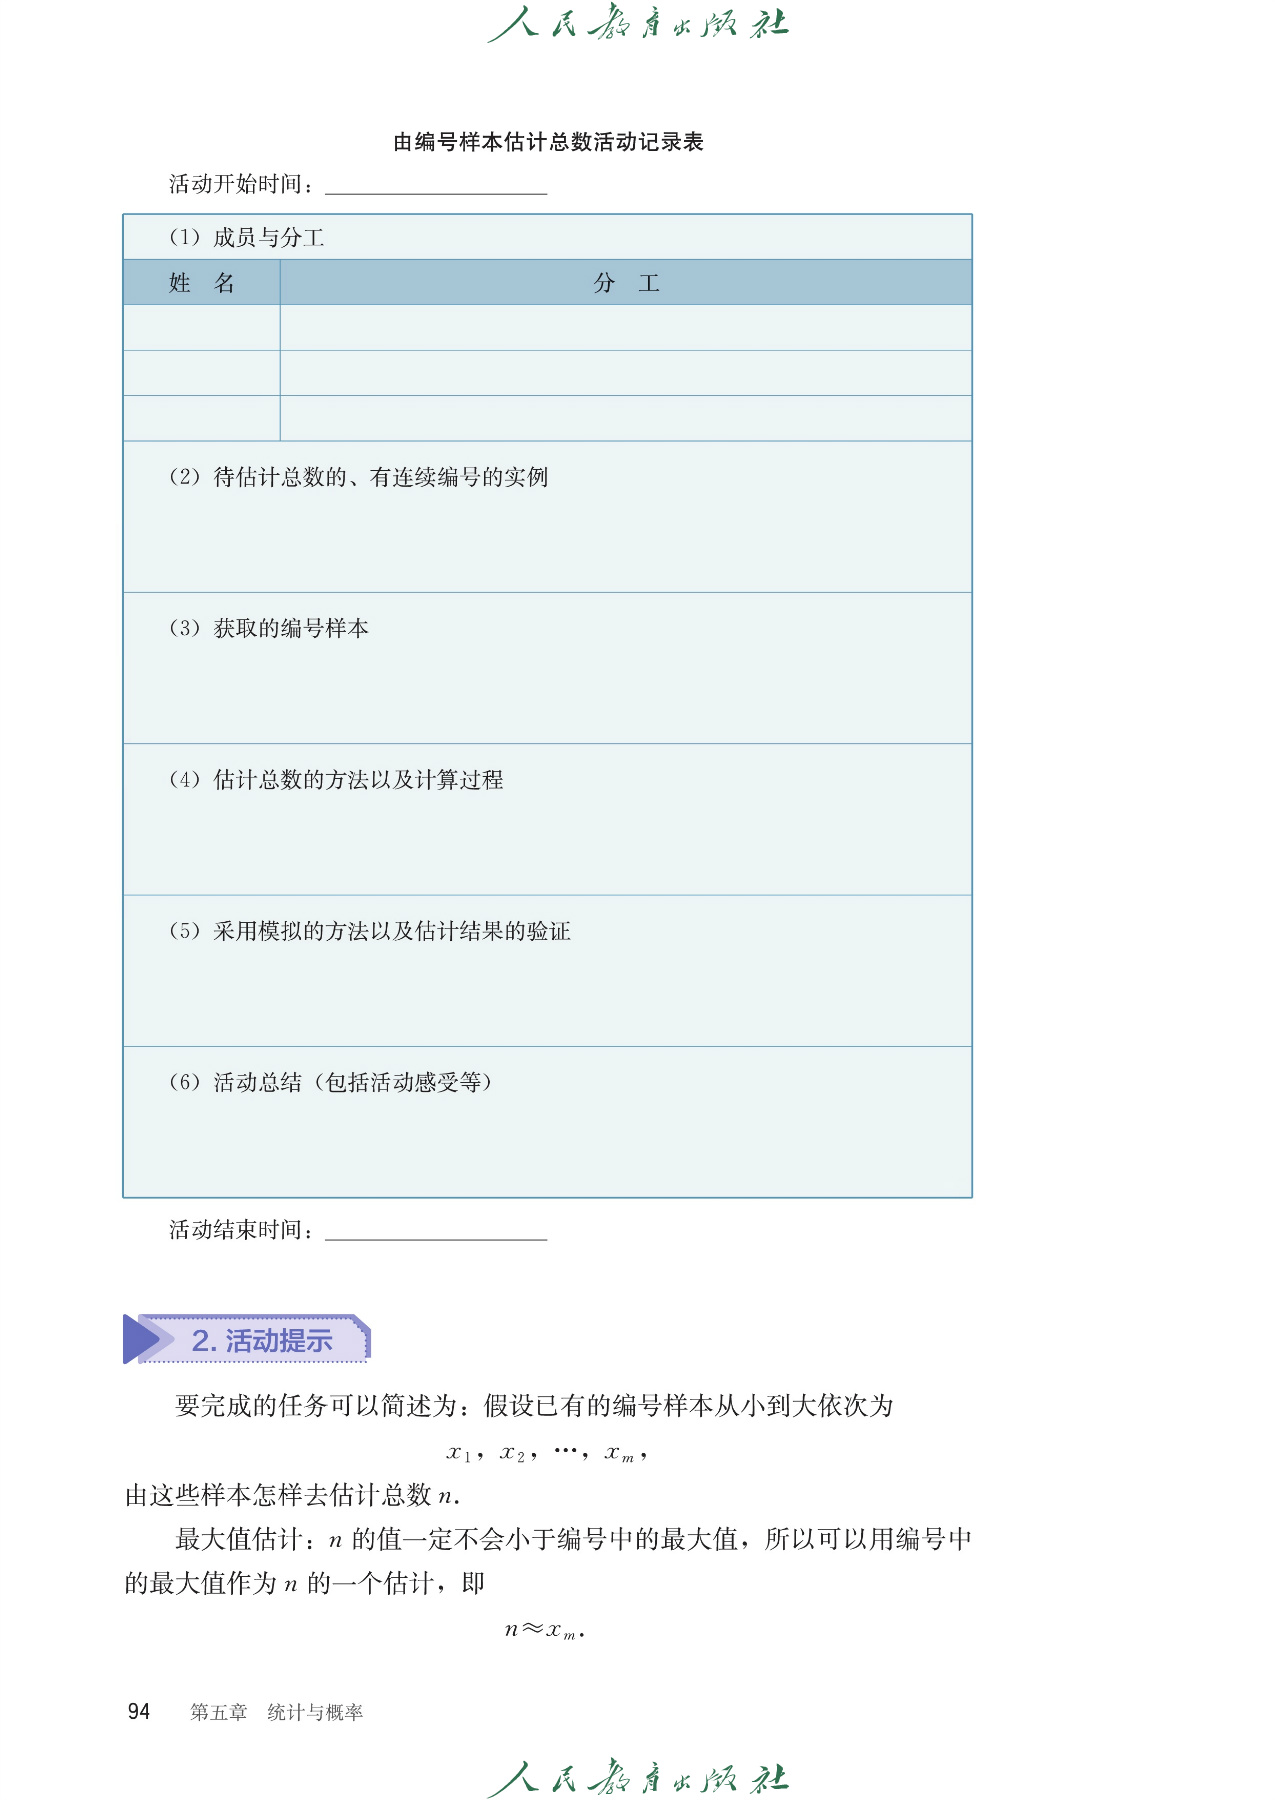 人民教育出版社
由编号样本估计总数活动记录表
活动开始时间：
（1）成员与分工
姓 名 分 工
（2）待估计总数的、有连续编号的实例
（3）获取的编号样本
（4）估计总数的方法以及计算过程
（5）采用模拟的方法以及估计结果的验证
（6）活动总结（包括活动感受等）
活动结束时间：
2. 活动提示
要完成的任务可以简述为：假设已有的编号样本从小到大依次为
x₁，x₂，…，xₘ，
由这些样本怎样去估计总数 n.
最大值估计：n 的值一定不会小于编号中的最大值，所以可以用编号中
的最大值作为 n 的一个估计，即
n≈xₘ.
94 第五章 统计与概率
人民教育出版社